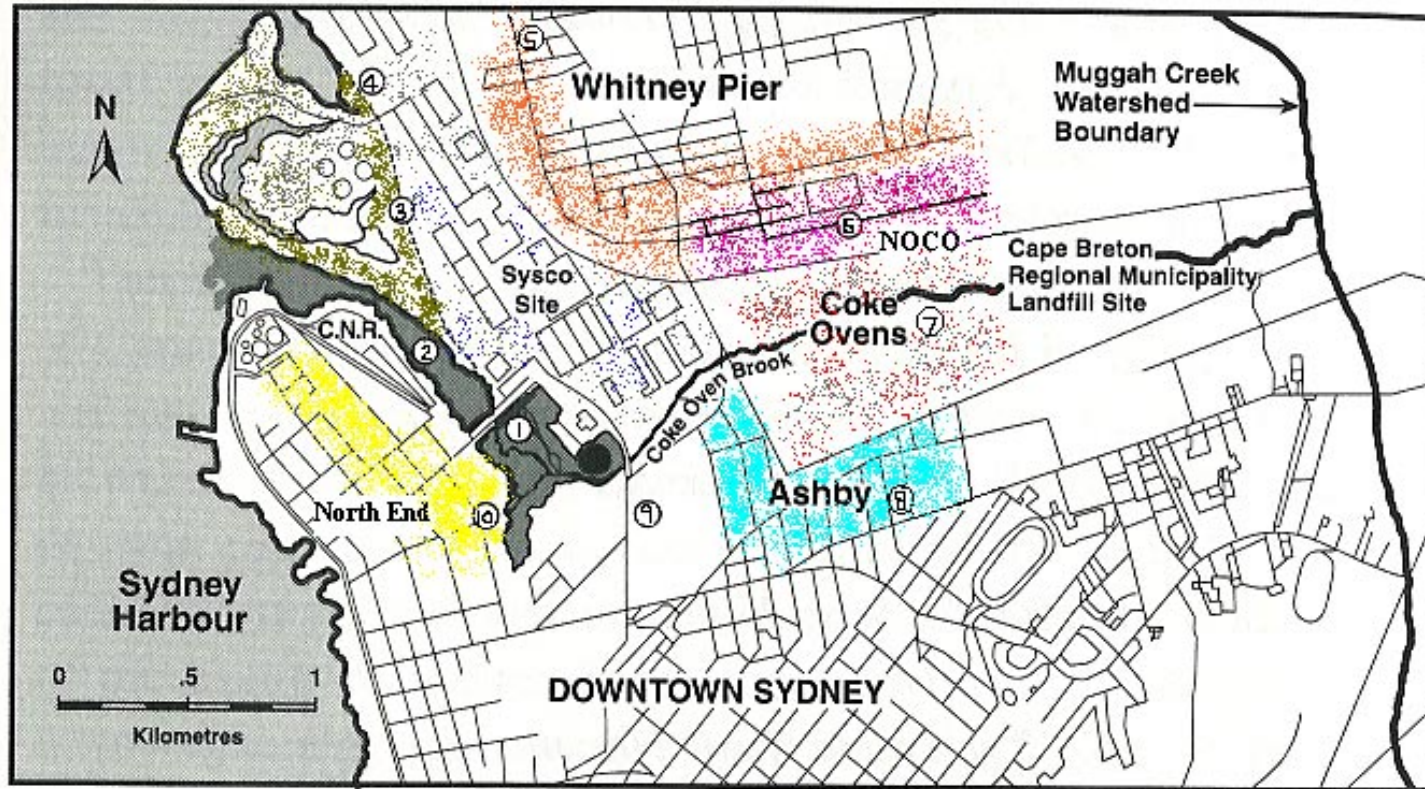 N
4
5
Whitney Pier
Muggah Creek
Watershed
Boundary
3
6
NOCO
Sysco
Site
Cape Breton
Regional Municipality
Landfill Site
C.N.R.
2
Coke
Ovens
7
Coke Oven Brook
1
North End
10
9
Ashby
8
Sydney
Harbour
0 .5 1
Kilometres
DOWNTOWN SYDNEY